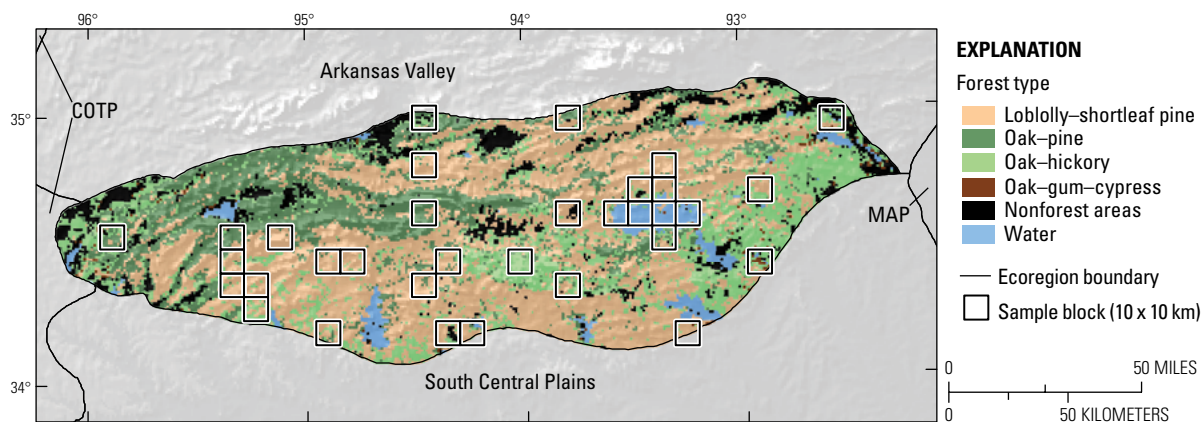 96°
95°
94°
93°
EXPLANATION
Arkansas Valley
Forest type
COTP
Loblolly–shortleaf pine
35°
Oak–pine
Oak–hickory
Oak–gum–cypress
Nonforest areas
MAP
Water
Ecoregion boundary
Sample block (10 x 10 km)
0 50 MILES
South Central Plains
34°
0 50 KILOMETERS